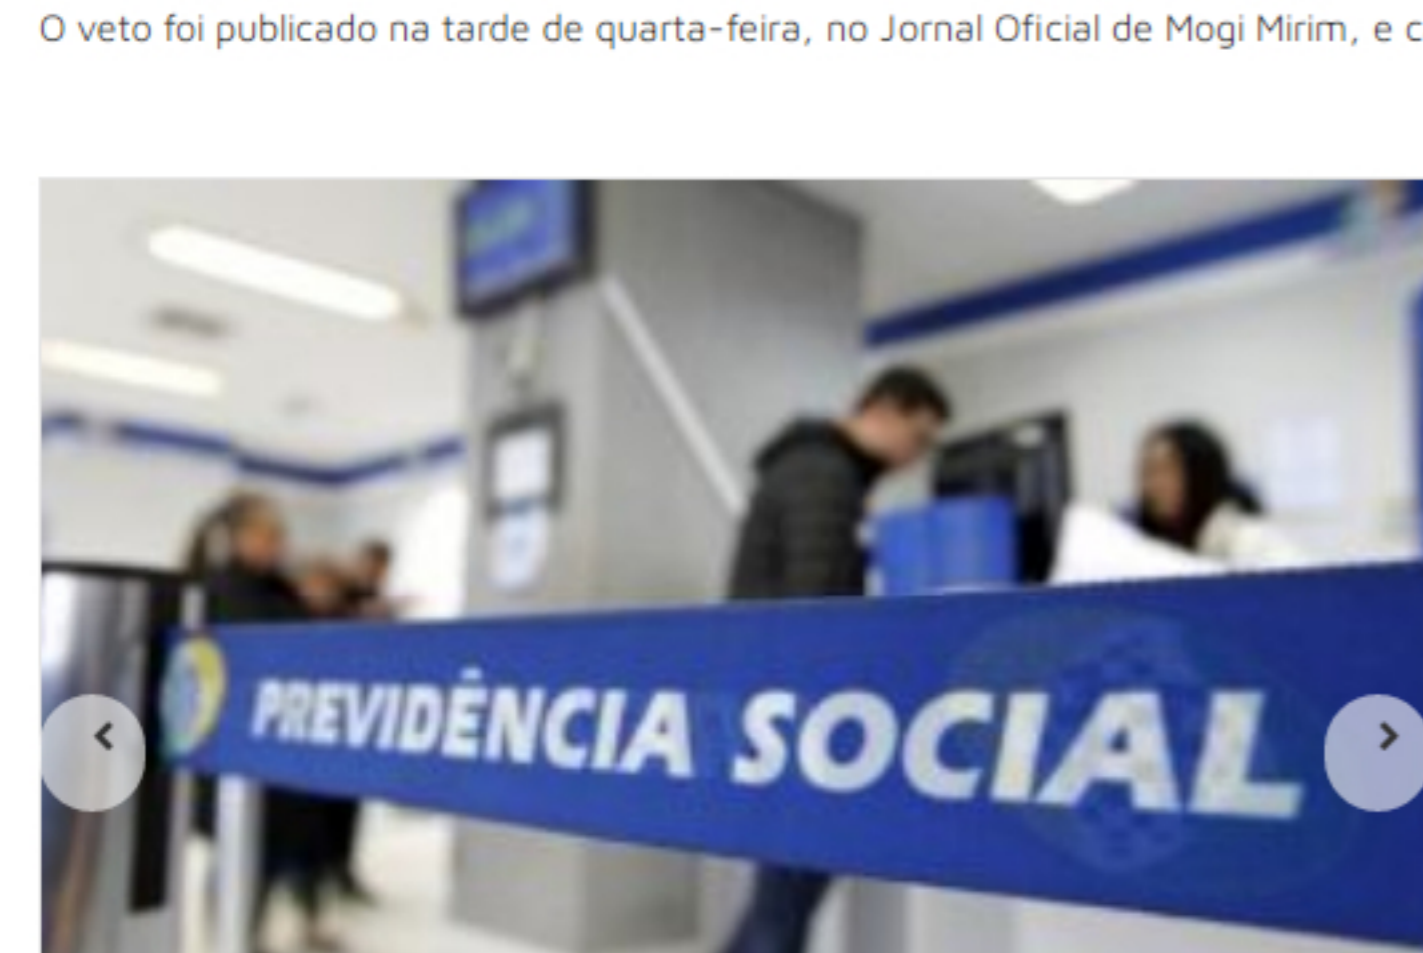 O veto foi publicado na tarde de quarta-feira, no Jornal Oficial de Mogi Mirim, e c
PREVIDÊNCIA SOCIAL